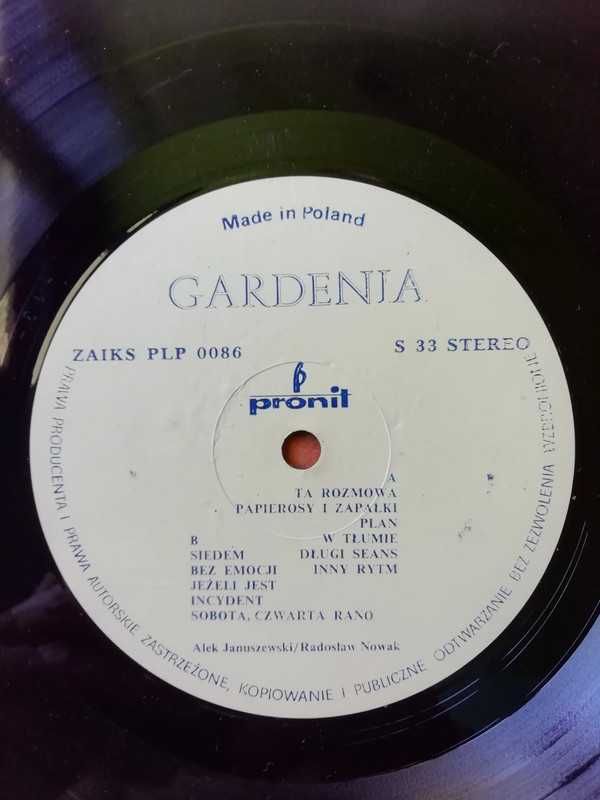 Made in Poland
GARDENIA
ZAIKS PLP 0086
S 33 STEREO
pronit
A
TA ROZMOWA
PAPIEROSY I ZAPAŁKI
PLAN
W TŁUMIE
DŁUGI SEANS
INNY RYTM
B
SIEDEM
BEZ EMOCJI
JEŻELI JEST
INCYDENT
SOBOTA, CZWARTA RANO
Alek Januszewski/Radosław Nowak
PRAWA PRODUCENTA I PRAWA AUTORSKIE ZASTRZEŻONE, KOPIOWANIE I PUBLICZNE ODTWARZANIE BEZ ZEZWOLENIA WZBRONIONE